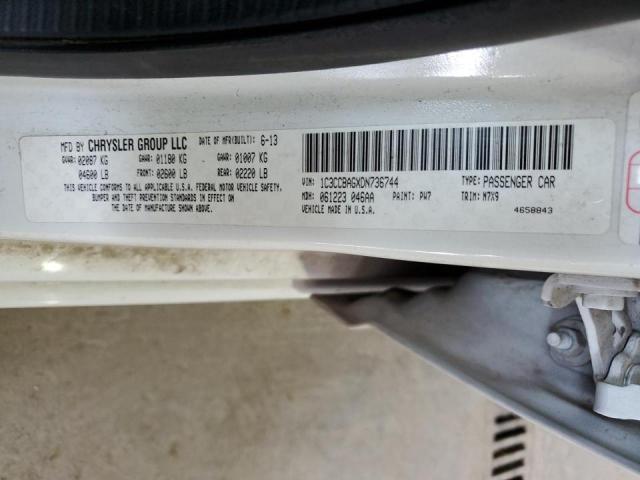 MFD BY CHRYSLER GROUP LLC DATE OF MFR(BUILT): 6-13
GVWR: 02087 KG GAWR: 01180 KG GAWR: 01007 KG
04600 LB FRONT: 02600 LB REAR: 02220 LB
THIS VEHICLE CONFORMS TO ALL APPLICABLE U.S.A. FEDERAL MOTOR VEHICLE SAFETY,
BUMPER AND THEFT PREVENTION STANDARDS IN EFFECT ON
THE DATE OF MANUFACTURE SHOWN ABOVE.
VIN: 1C3CCBAGXDN736744 TYPE: PASSENGER CAR
MDH: 061223 046AA PAINT: PW7 TRIM: N7X9
VEHICLE MADE IN U.S.A. 4658843